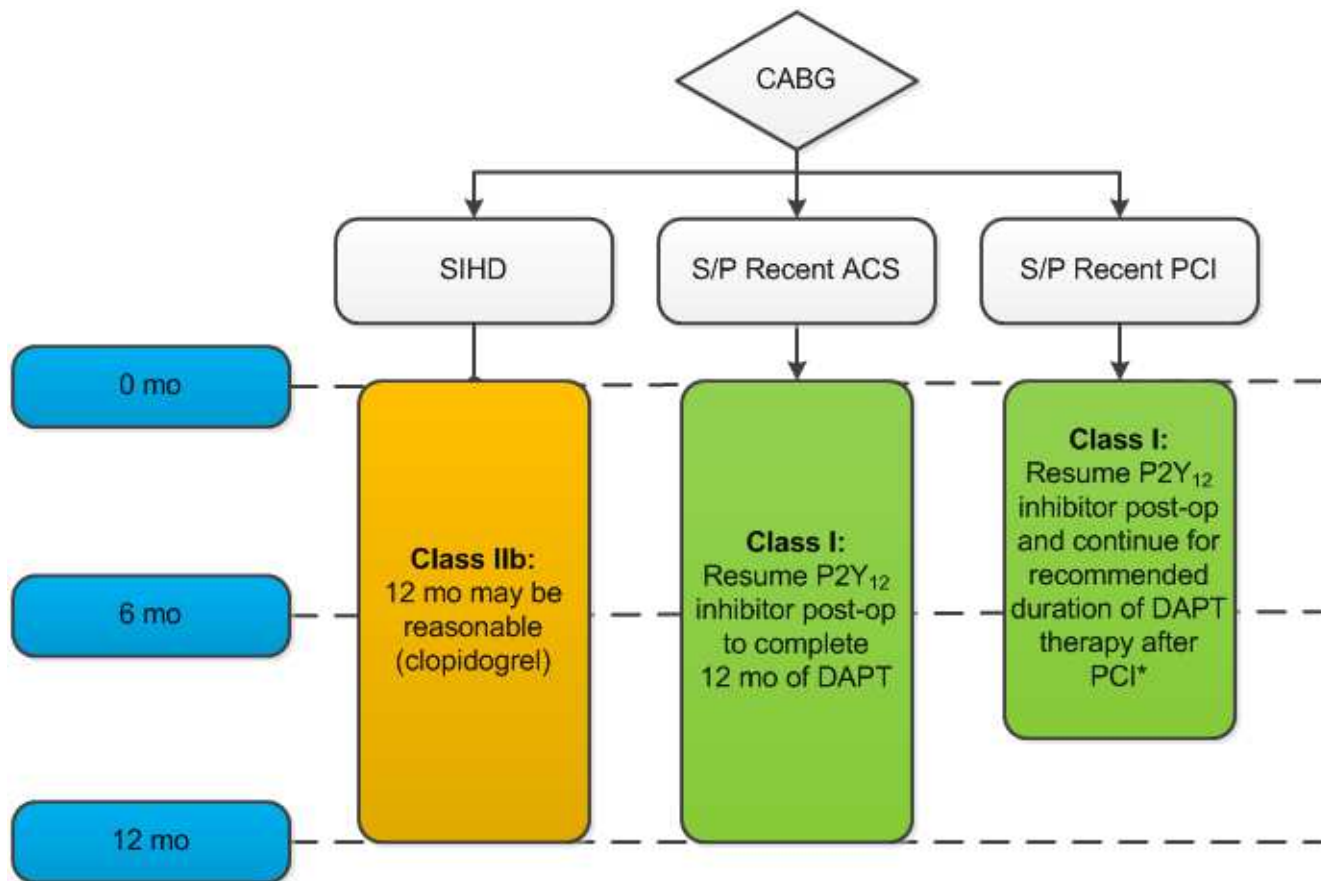 CABG
SIHD
S/P Recent ACS
S/P Recent PCI
0 mo
6 mo
12 mo
Class IIb:
12 mo may be
reasonable
(clopidogrel)
Class I:
Resume P2Y₁₂
inhibitor post-op
to complete
12 mo of DAPT
Class I:
Resume P2Y₁₂
inhibitor post-op
and continue for
recommended
duration of DAPT
therapy after
PCI*